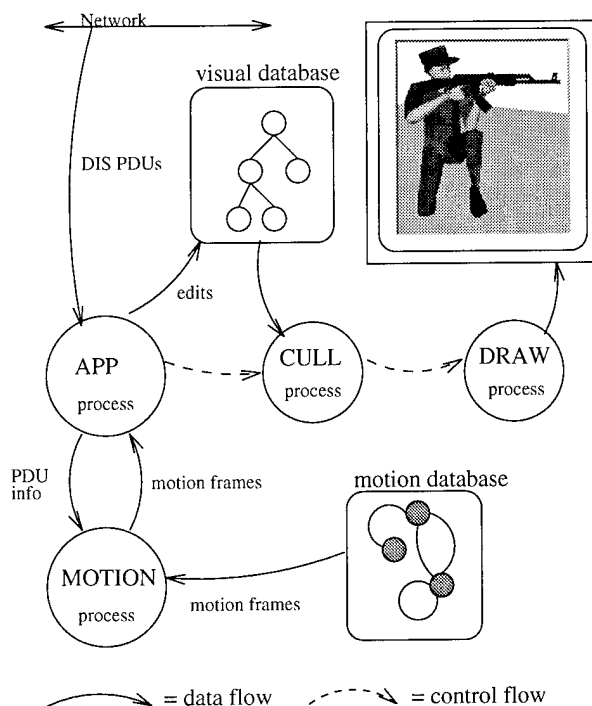 Network
visual database
DIS PDUs
edits
APP
process
CULL
process
DRAW
process
PDU
info
motion frames
motion database
MOTION
process
motion frames
= data flow
= control flow